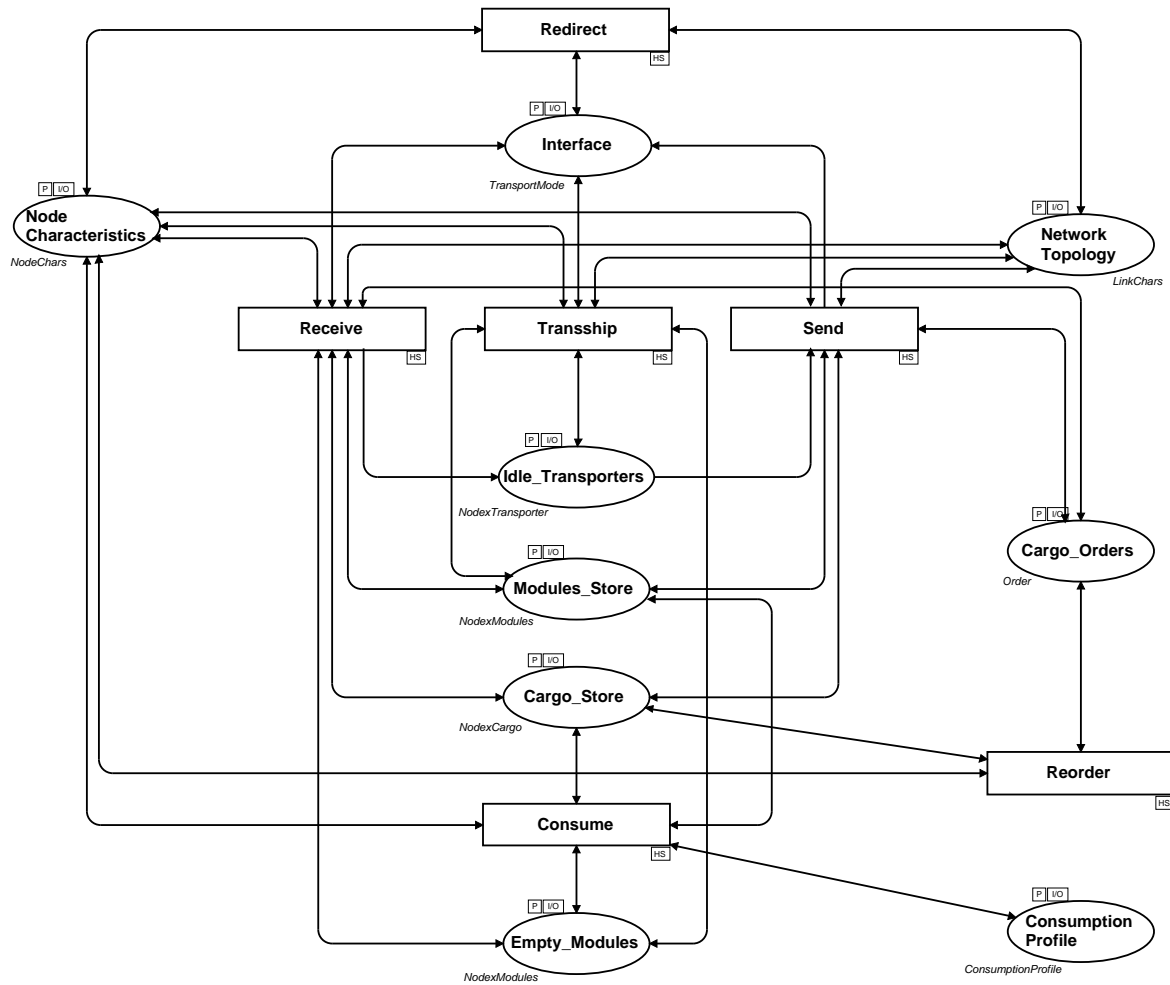 Redirect
HS
P I/O
Interface
TransportMode
P I/O
Node
Characteristics
NodeChars
P I/O
Network
Topology
LinkChars
Receive
HS
Transship
HS
Send
HS
P I/O
Idle_Transporters
NodexTransporter
P I/O
Cargo_Orders
Order
P I/O
Modules_Store
NodexModules
P I/O
Cargo_Store
NodexCargo
Reorder
HS
Consume
HS
P I/O
Consumption
Profile
ConsumptionProfile
P I/O
Empty_Modules
NodexModules